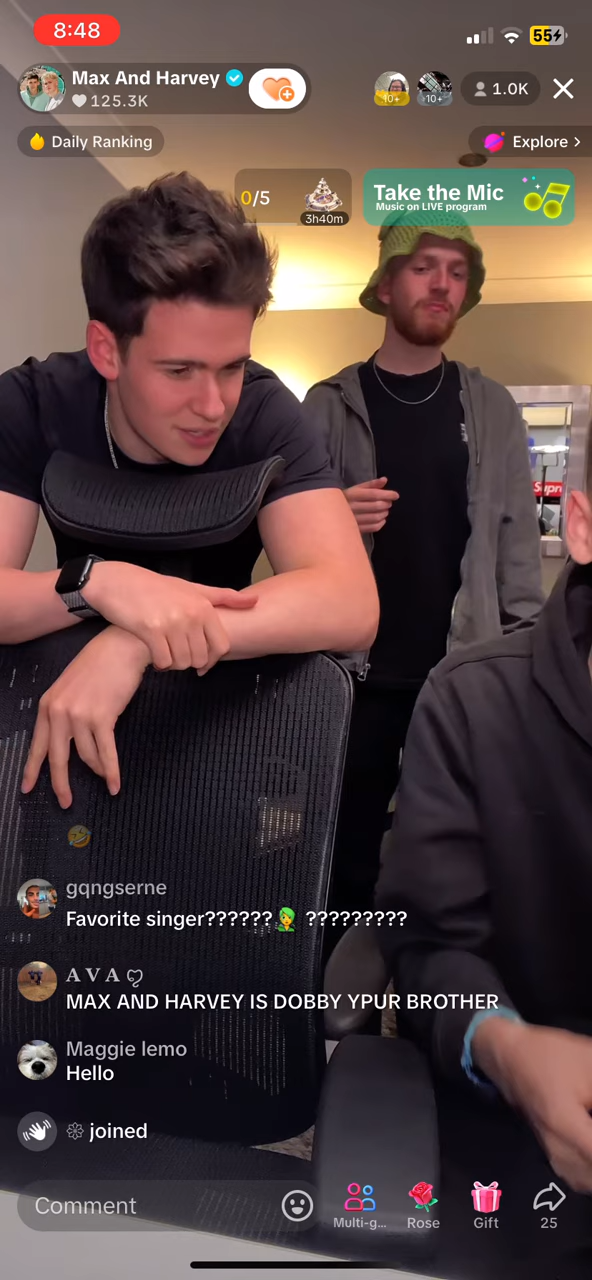 8:48
55
Max And Harvey
125.3K
10+
10+
1.0K
Daily Ranking
Explore >
0/5
3h40m
Take the Mic
Music on LIVE program
Supr
gqngserne
Favorite singer?????? ?????????
A V A ღ
MAX AND HARVEY IS DOBBY YPUR BROTHER
Maggie lemo
Hello
joined
Comment
Multi-g...
Rose
Gift
25